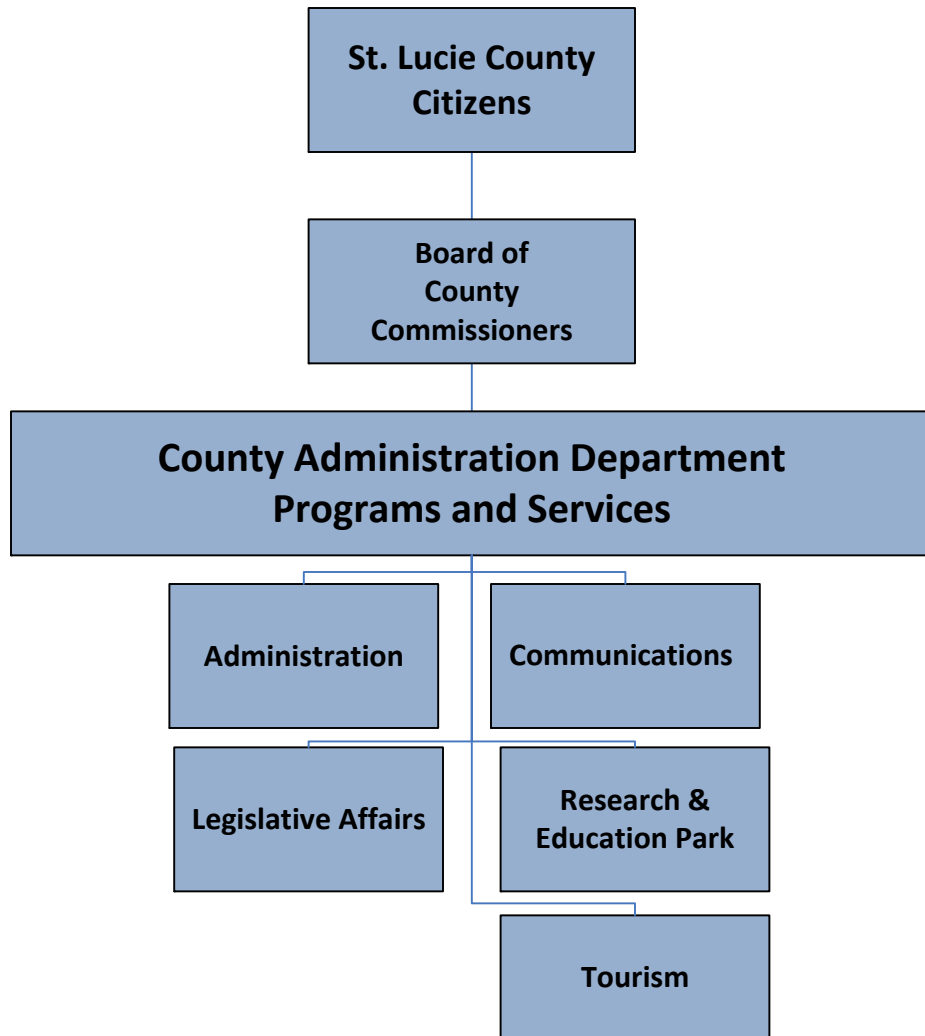 St. Lucie County
Citizens
Board of
County
Commissioners
County Administration Department
Programs and Services
Administration
Communications
Legislative Affairs
Research &
Education Park
Tourism